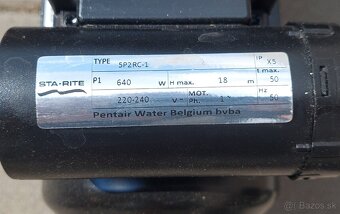 TYPE 5P2RC-1 IP X5
STA-RITE
P1 640 W H max. 18 m t max. 50
MOT.
220-240 V~ Ph. 1 Hz 50
Pentair Water Belgium bvba
© Bazos.sk